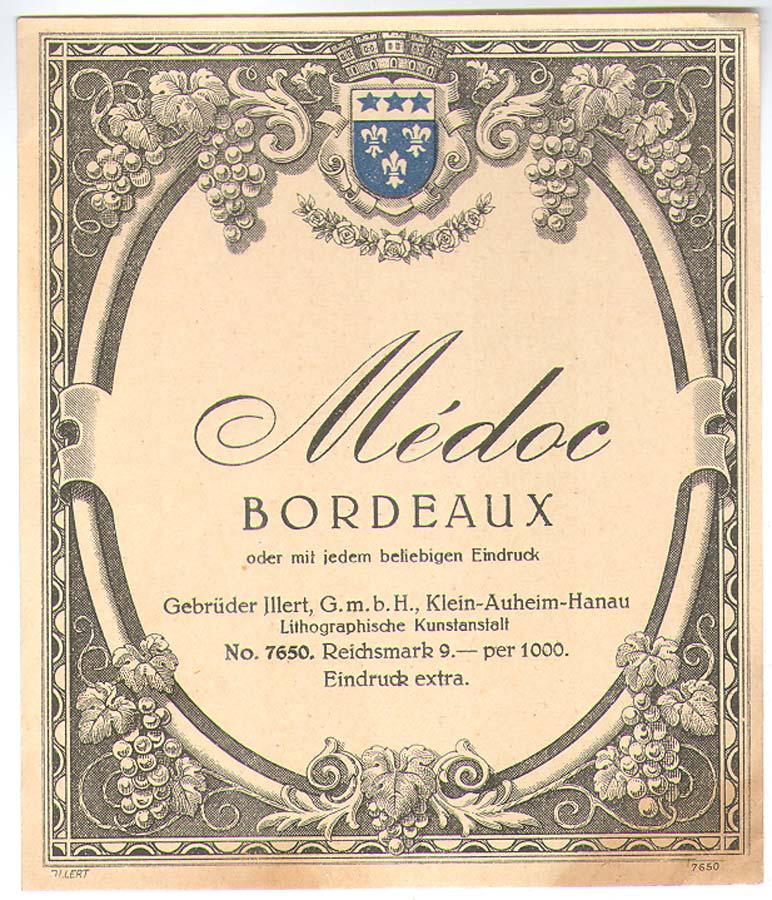 Médoc
BORDEAUX
oder mit jedem beliebigen Eindruck
Gebrüder Jllert, G.m.b.H., Klein-Auheim-Hanau
Lithographische Kunstanstalt
No. 7650. Reichsmark 9.— per 1000.
Eindruck extra.
JLLERT
7650